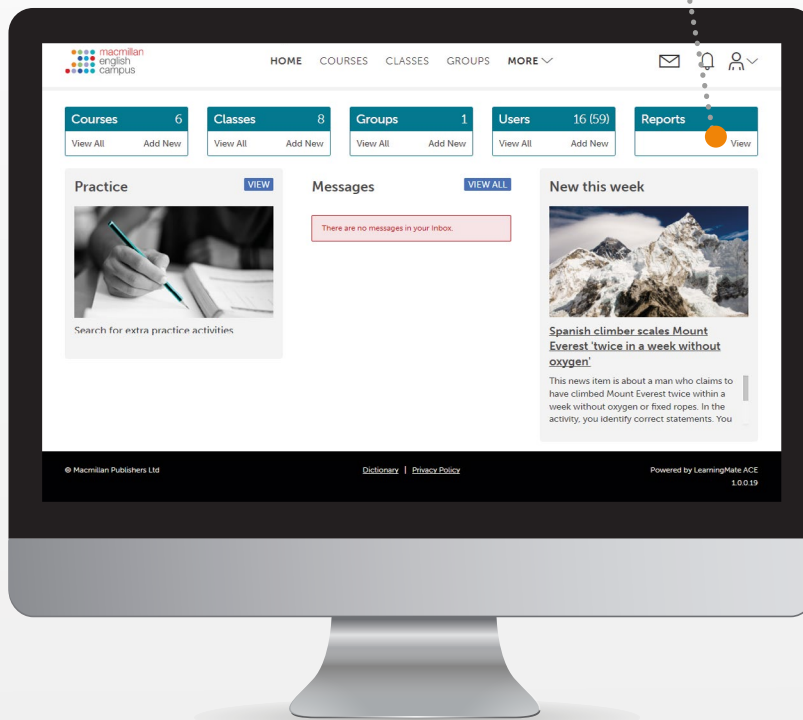 macmillan
english
campus
HOME COURSES CLASSES GROUPS MORE
Courses 6
View All Add New
Classes 8
View All Add New
Groups 1
View All Add New
Users 16 (59)
View All Add New
Reports
View
Practice VIEW
Search for extra practice activities
Messages VIEW ALL
There are no messages in your Inbox.
New this week
Spanish climber scales Mount
Everest 'twice in a week without
oxygen'
This news item is about a man who claims to
have climbed Mount Everest twice within a
week without oxygen or fixed ropes. In the
activity, you identify correct statements. You
© Macmillan Publishers Ltd
Dictionary | Privacy Policy
Powered by LearningMate ACE
1.0.0.19